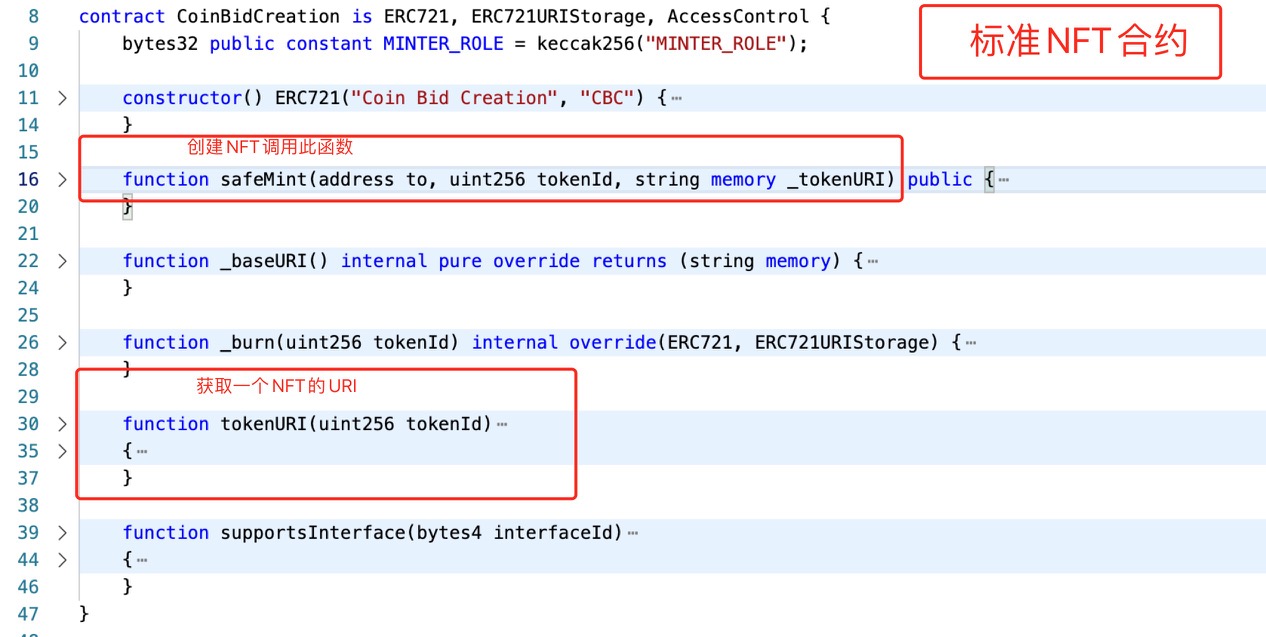 8 contract CoinBidCreation is ERC721, ERC721URIStorage, AccessControl {
标准NFT合约
9 bytes32 public constant MINTER_ROLE = keccak256("MINTER_ROLE");
10
11 > constructor() ERC721("Coin Bid Creation", "CBC") {⋯
14 }
15
创建NFT调用此函数
16 > function safeMint(address to, uint256 tokenId, string memory _tokenURI) public {⋯
20 }
21
22 > function _baseURI() internal pure override returns (string memory) {⋯
24 }
25
26 > function _burn(uint256 tokenId) internal override(ERC721, ERC721URIStorage) {⋯
28 }
获取一个NFT的URI
29
30 > function tokenURI(uint256 tokenId)⋯
35 > {⋯
37 }
38
39 > function supportsInterface(bytes4 interfaceId)⋯
44 > {⋯
46 }
47 }